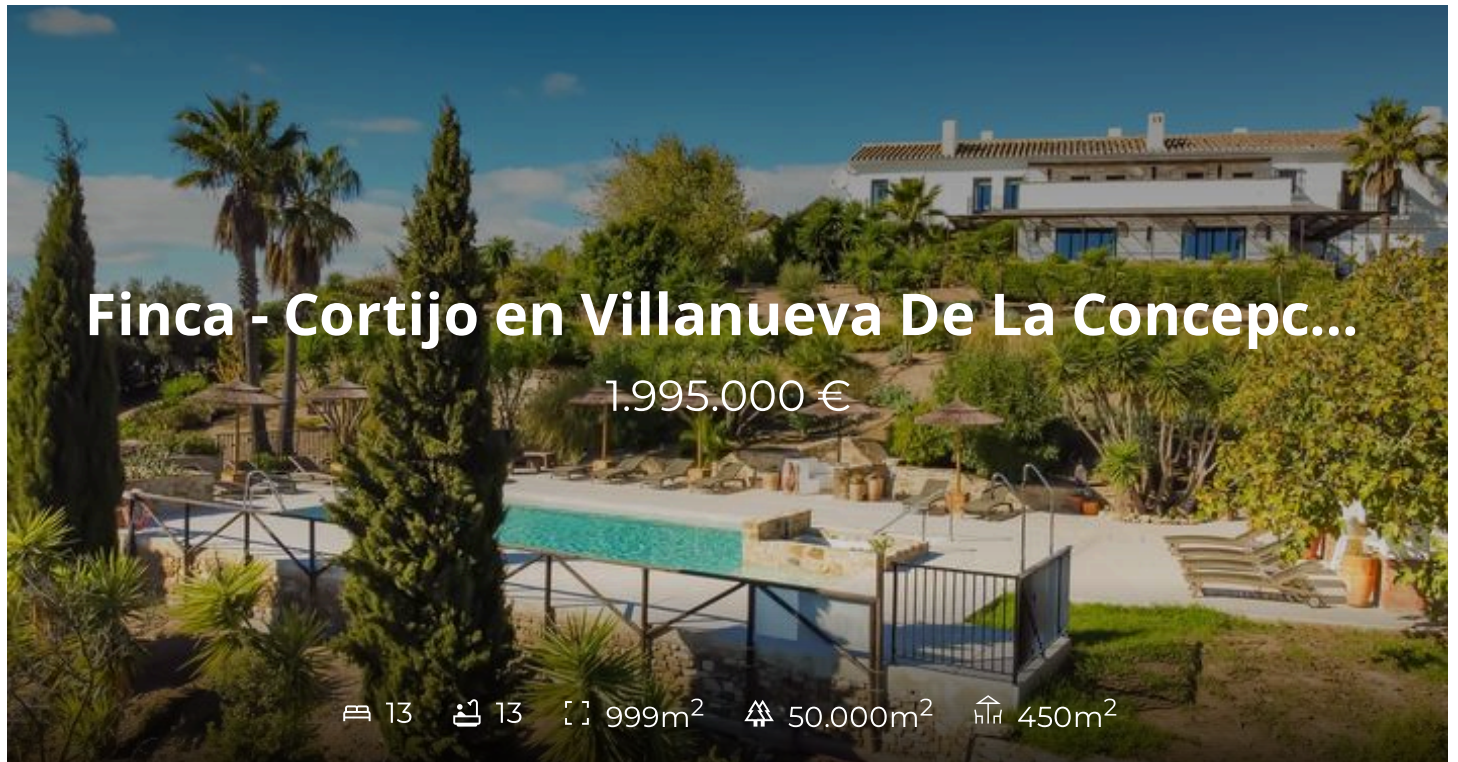 Finca - Cortijo en Villanueva De La Concepc...
1.995.000 €
13 13 999m² 50.000m² 450m²